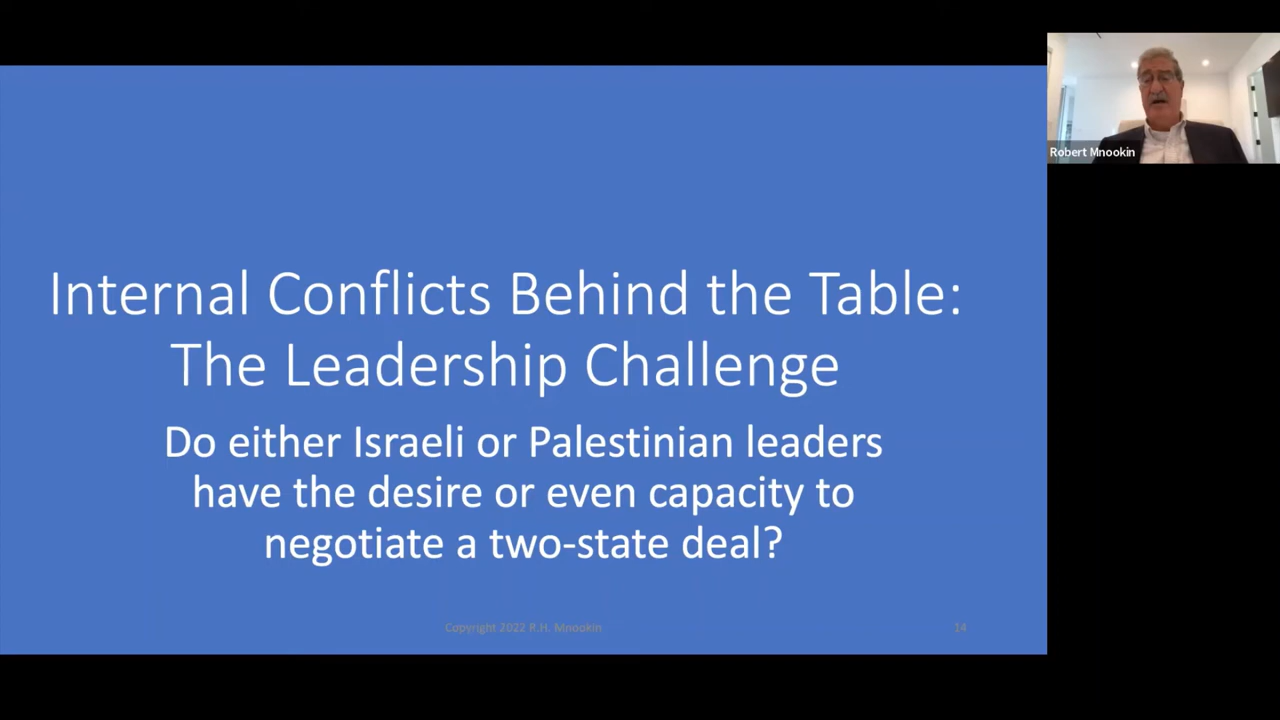 Internal Conflicts Behind the Table:
The Leadership Challenge
Do either Israeli or Palestinian leaders
have the desire or even capacity to
negotiate a two-state deal?
Copyright 2022 R.H. Mnookin
14
Robert Mnookin